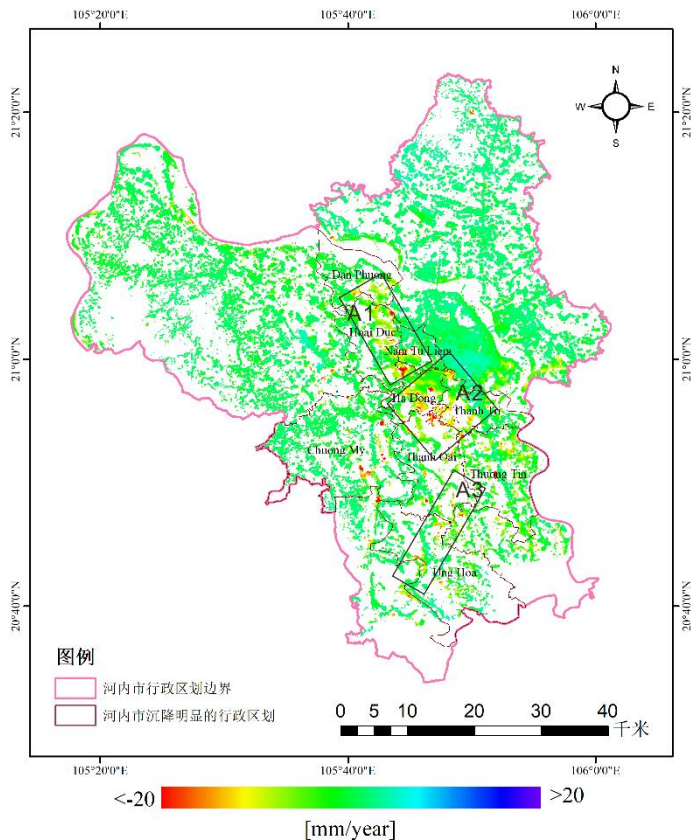 105°20'0"E 105°40'0"E 106°0'0"E
21°20'0"N 21°20'0"N
N
W E
S
Dan Phuong
A1
Hoai Duc
Nam Tu Liem
21°0'0"N 21°0'0"N
A2
Ha Dong
Thanh Tri
Chuong My
Thanh Oai
Thuong Tin
A3
Ung Hoa
20°40'0"N 20°40'0"N
图例
河内市行政区划边界
河内市沉降明显的行政区划
0 5 10 20 30 40
千米
105°20'0"E 105°40'0"E 106°0'0"E
<-20 >20
[mm/year]